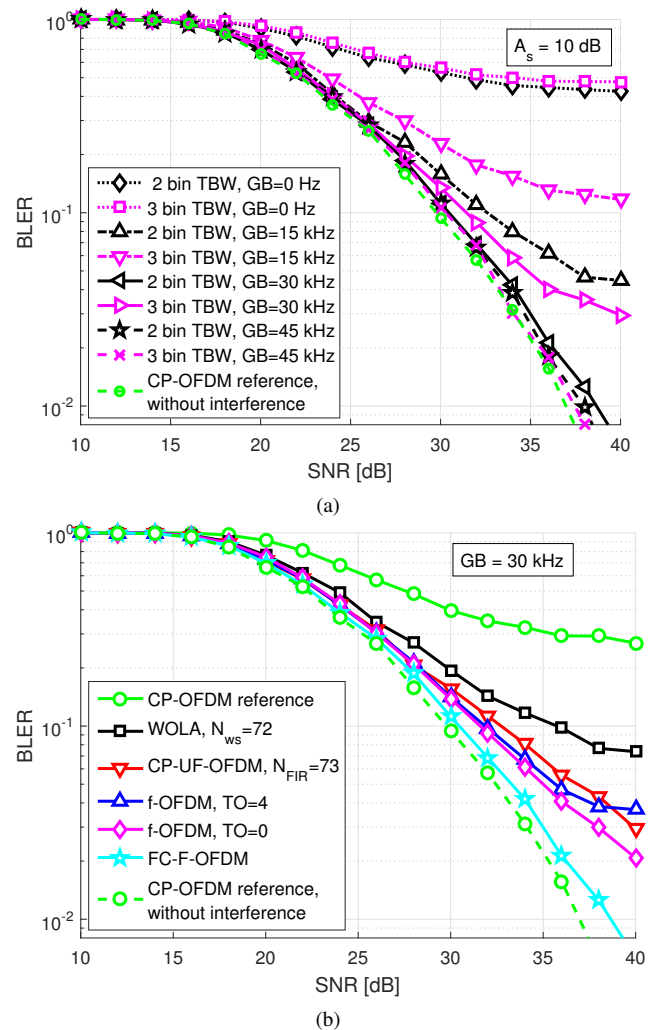 10^0
10^-1
10^-2
BLER
A_s = 10 dB
2 bin TBW, GB=0 Hz
3 bin TBW, GB=0 Hz
2 bin TBW, GB=15 kHz
3 bin TBW, GB=15 kHz
2 bin TBW, GB=30 kHz
3 bin TBW, GB=30 kHz
2 bin TBW, GB=45 kHz
3 bin TBW, GB=45 kHz
CP-OFDM reference,
without interference
10 15 20 25 30 35 40
SNR [dB]
(a)
10^0
10^-1
10^-2
BLER
GB = 30 kHz
CP-OFDM reference
WOLA, N_ws=72
CP-UF-OFDM, N_FIR=73
f-OFDM, TO=4
f-OFDM, TO=0
FC-F-OFDM
CP-OFDM reference,
without interference
10 15 20 25 30 35 40
SNR [dB]
(b)